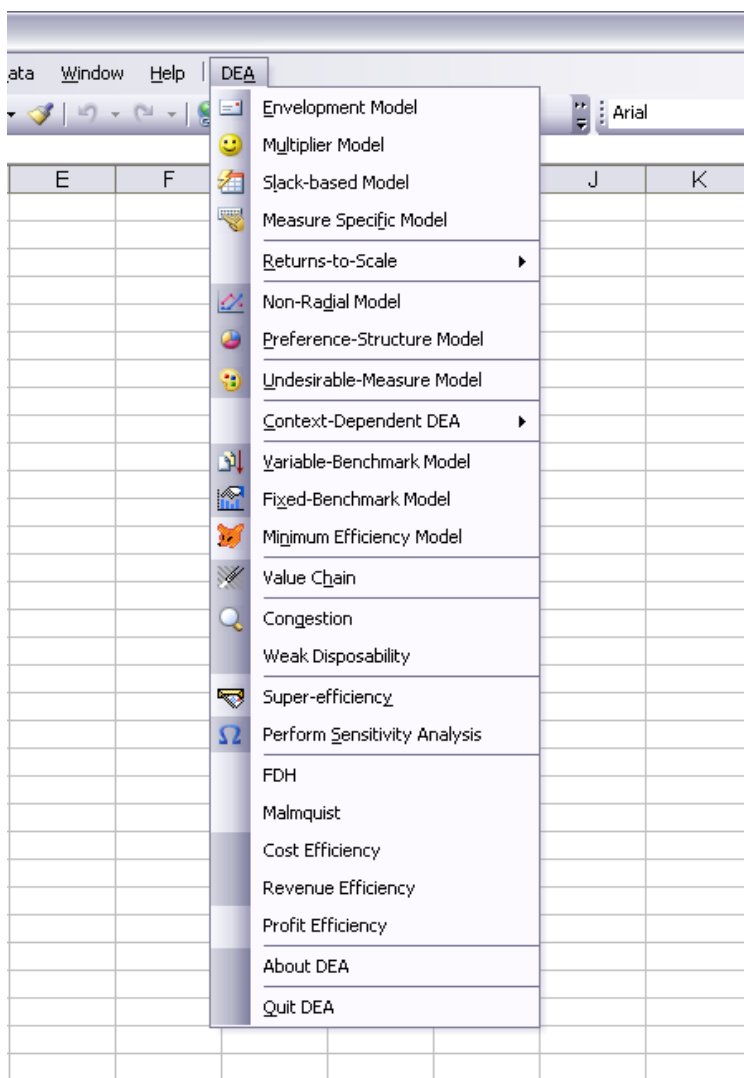 ata Window Help DEA
Arial
Envelopment Model
Multiplier Model
E F J K
Slack-based Model
Measure Specific Model
Returns-to-Scale
Non-Radial Model
Preference-Structure Model
Undesirable-Measure Model
Context-Dependent DEA
Variable-Benchmark Model
Fixed-Benchmark Model
Minimum Efficiency Model
Value Chain
Congestion
Weak Disposability
Super-efficiency
Ω Perform Sensitivity Analysis
FDH
Malmquist
Cost Efficiency
Revenue Efficiency
Profit Efficiency
About DEA
Quit DEA